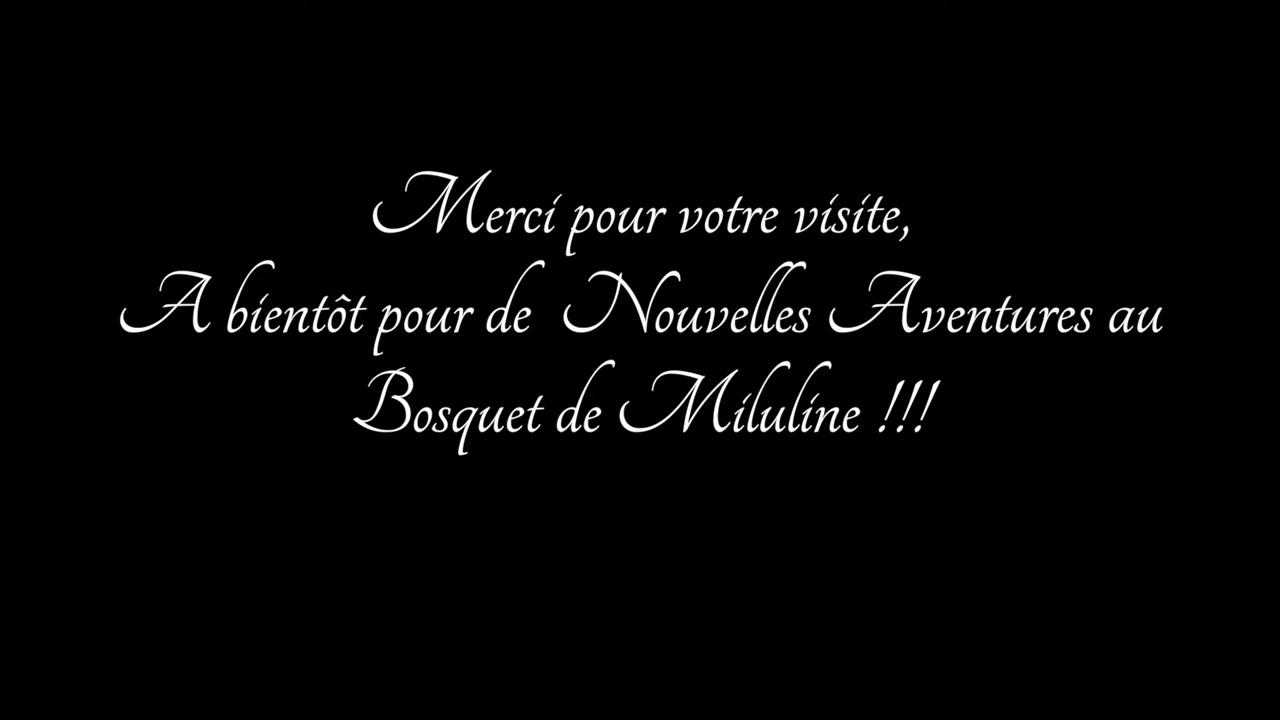 Merci pour votre visite,
A bientôt pour de Nouvelles Aventures au
Bosquet de Miluline !!!